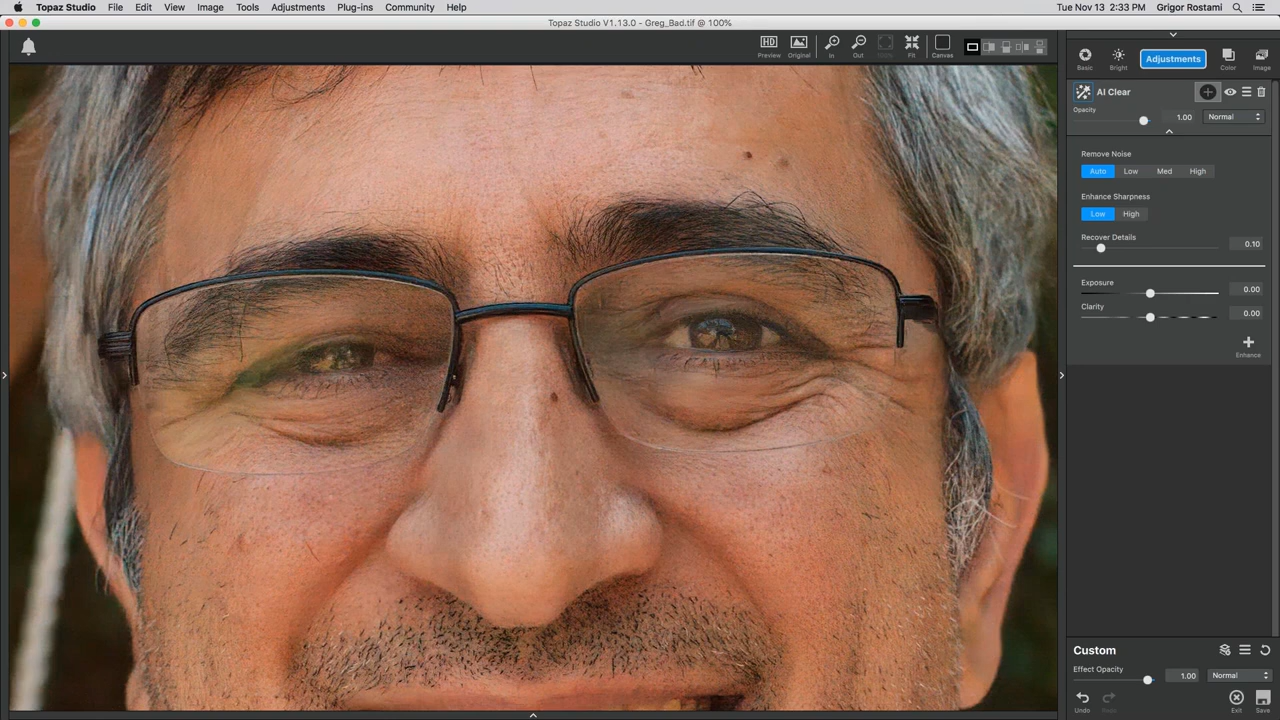 Topaz Studio File Edit View Image Tools Adjustments Plug-ins Community Help Tue Nov 13 2:33 PM Grigor Rostami
Topaz Studio V1.13.0 - Greg_Bad.tif @ 100%
Preview Original In Out 100% Fit Canvas
Basic Bright Adjustments Color Image
AI Clear
Opacity 1.00 Normal
Remove Noise
Auto Low Med High
Enhance Sharpness
Low High
Recover Details 0.10
Exposure 0.00
Clarity 0.00
Enhance
Custom
Effect Opacity 1.00 Normal
Undo Redo Exit Save